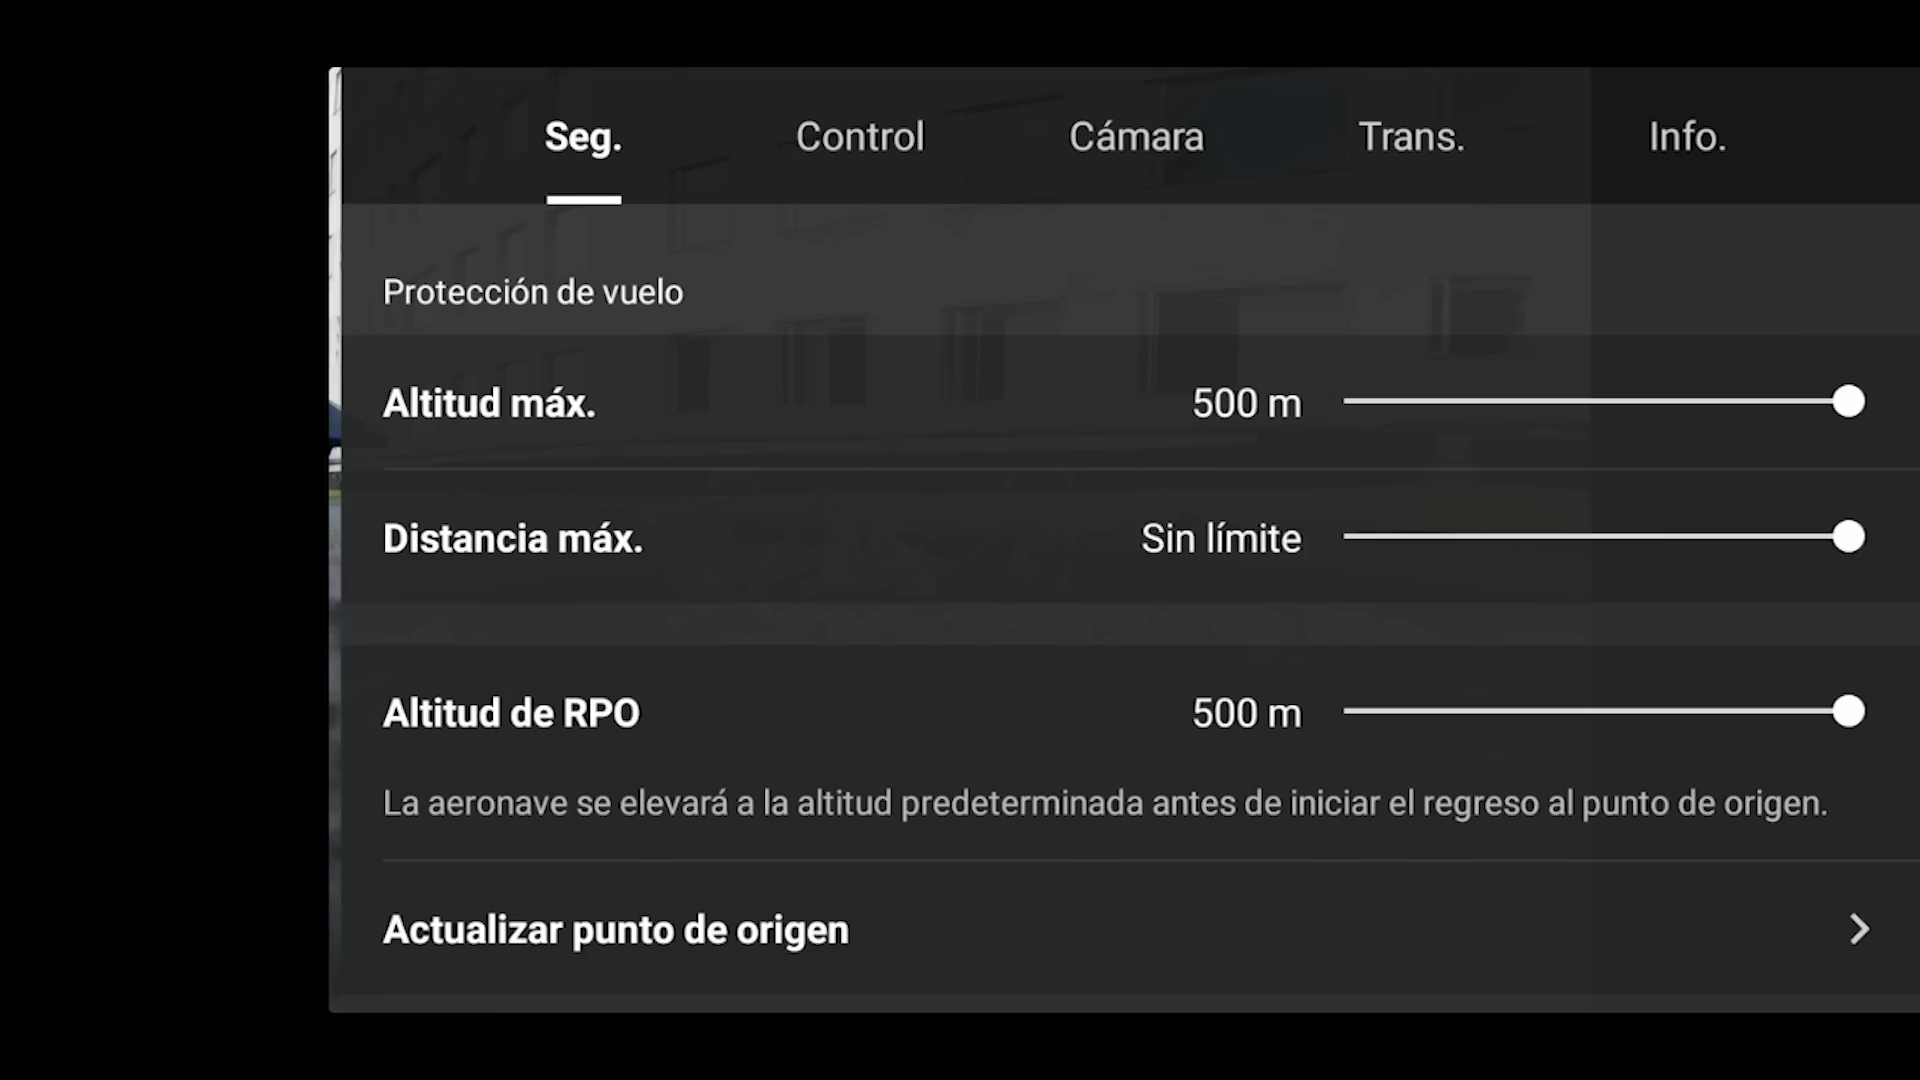 Seg. Control Cámara Trans. Info.
Protección de vuelo
Altitud máx. 500 m
Distancia máx. Sin límite
Altitud de RPO 500 m
La aeronave se elevará a la altitud predeterminada antes de iniciar el regreso al punto de origen.
Actualizar punto de origen